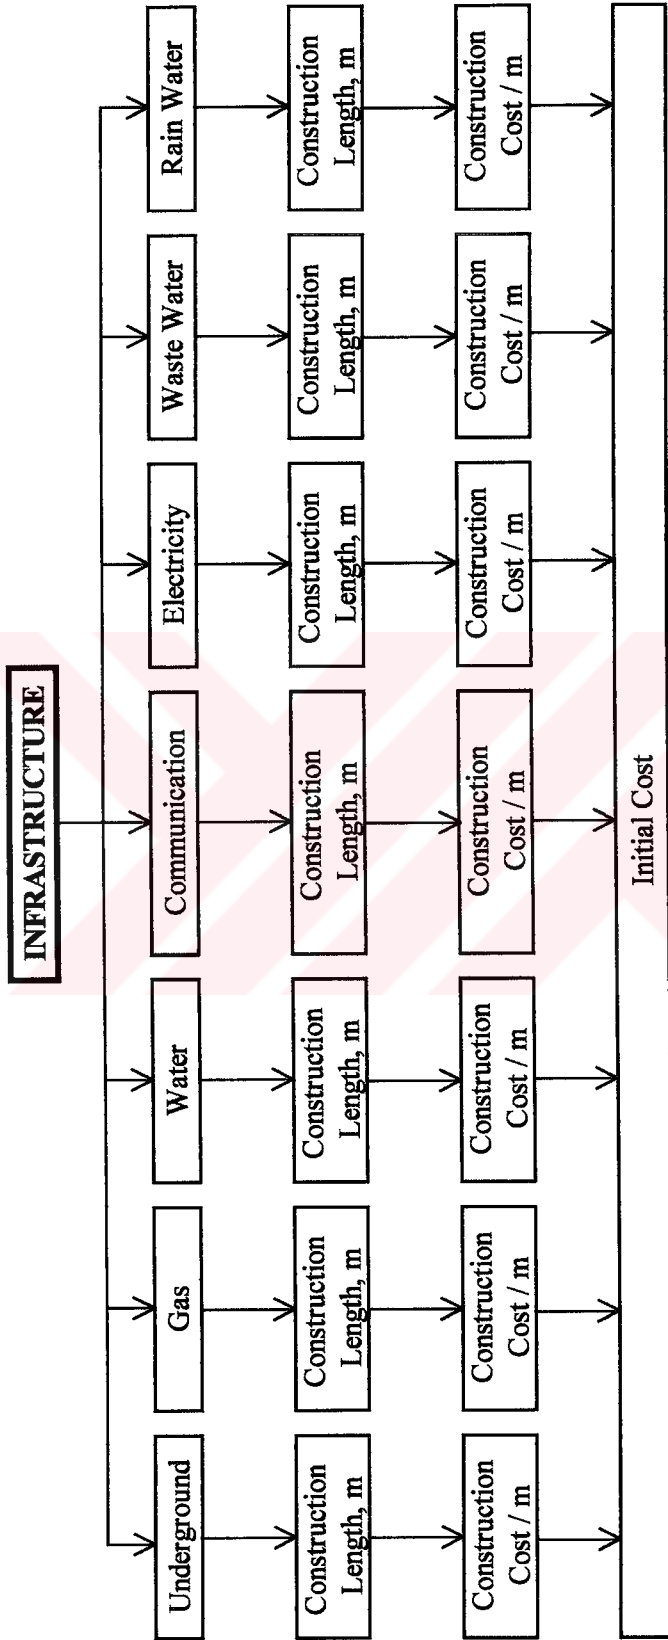 INFRASTRUCTURE
Underground
Gas
Water
Communication
Electricity
Waste Water
Rain Water
Construction
Length, m
Construction
Length, m
Construction
Length, m
Construction
Length, m
Construction
Length, m
Construction
Length, m
Construction
Length, m
Construction
Cost / m
Construction
Cost / m
Construction
Cost / m
Construction
Cost / m
Construction
Cost / m
Construction
Cost / m
Construction
Cost / m
Initial Cost